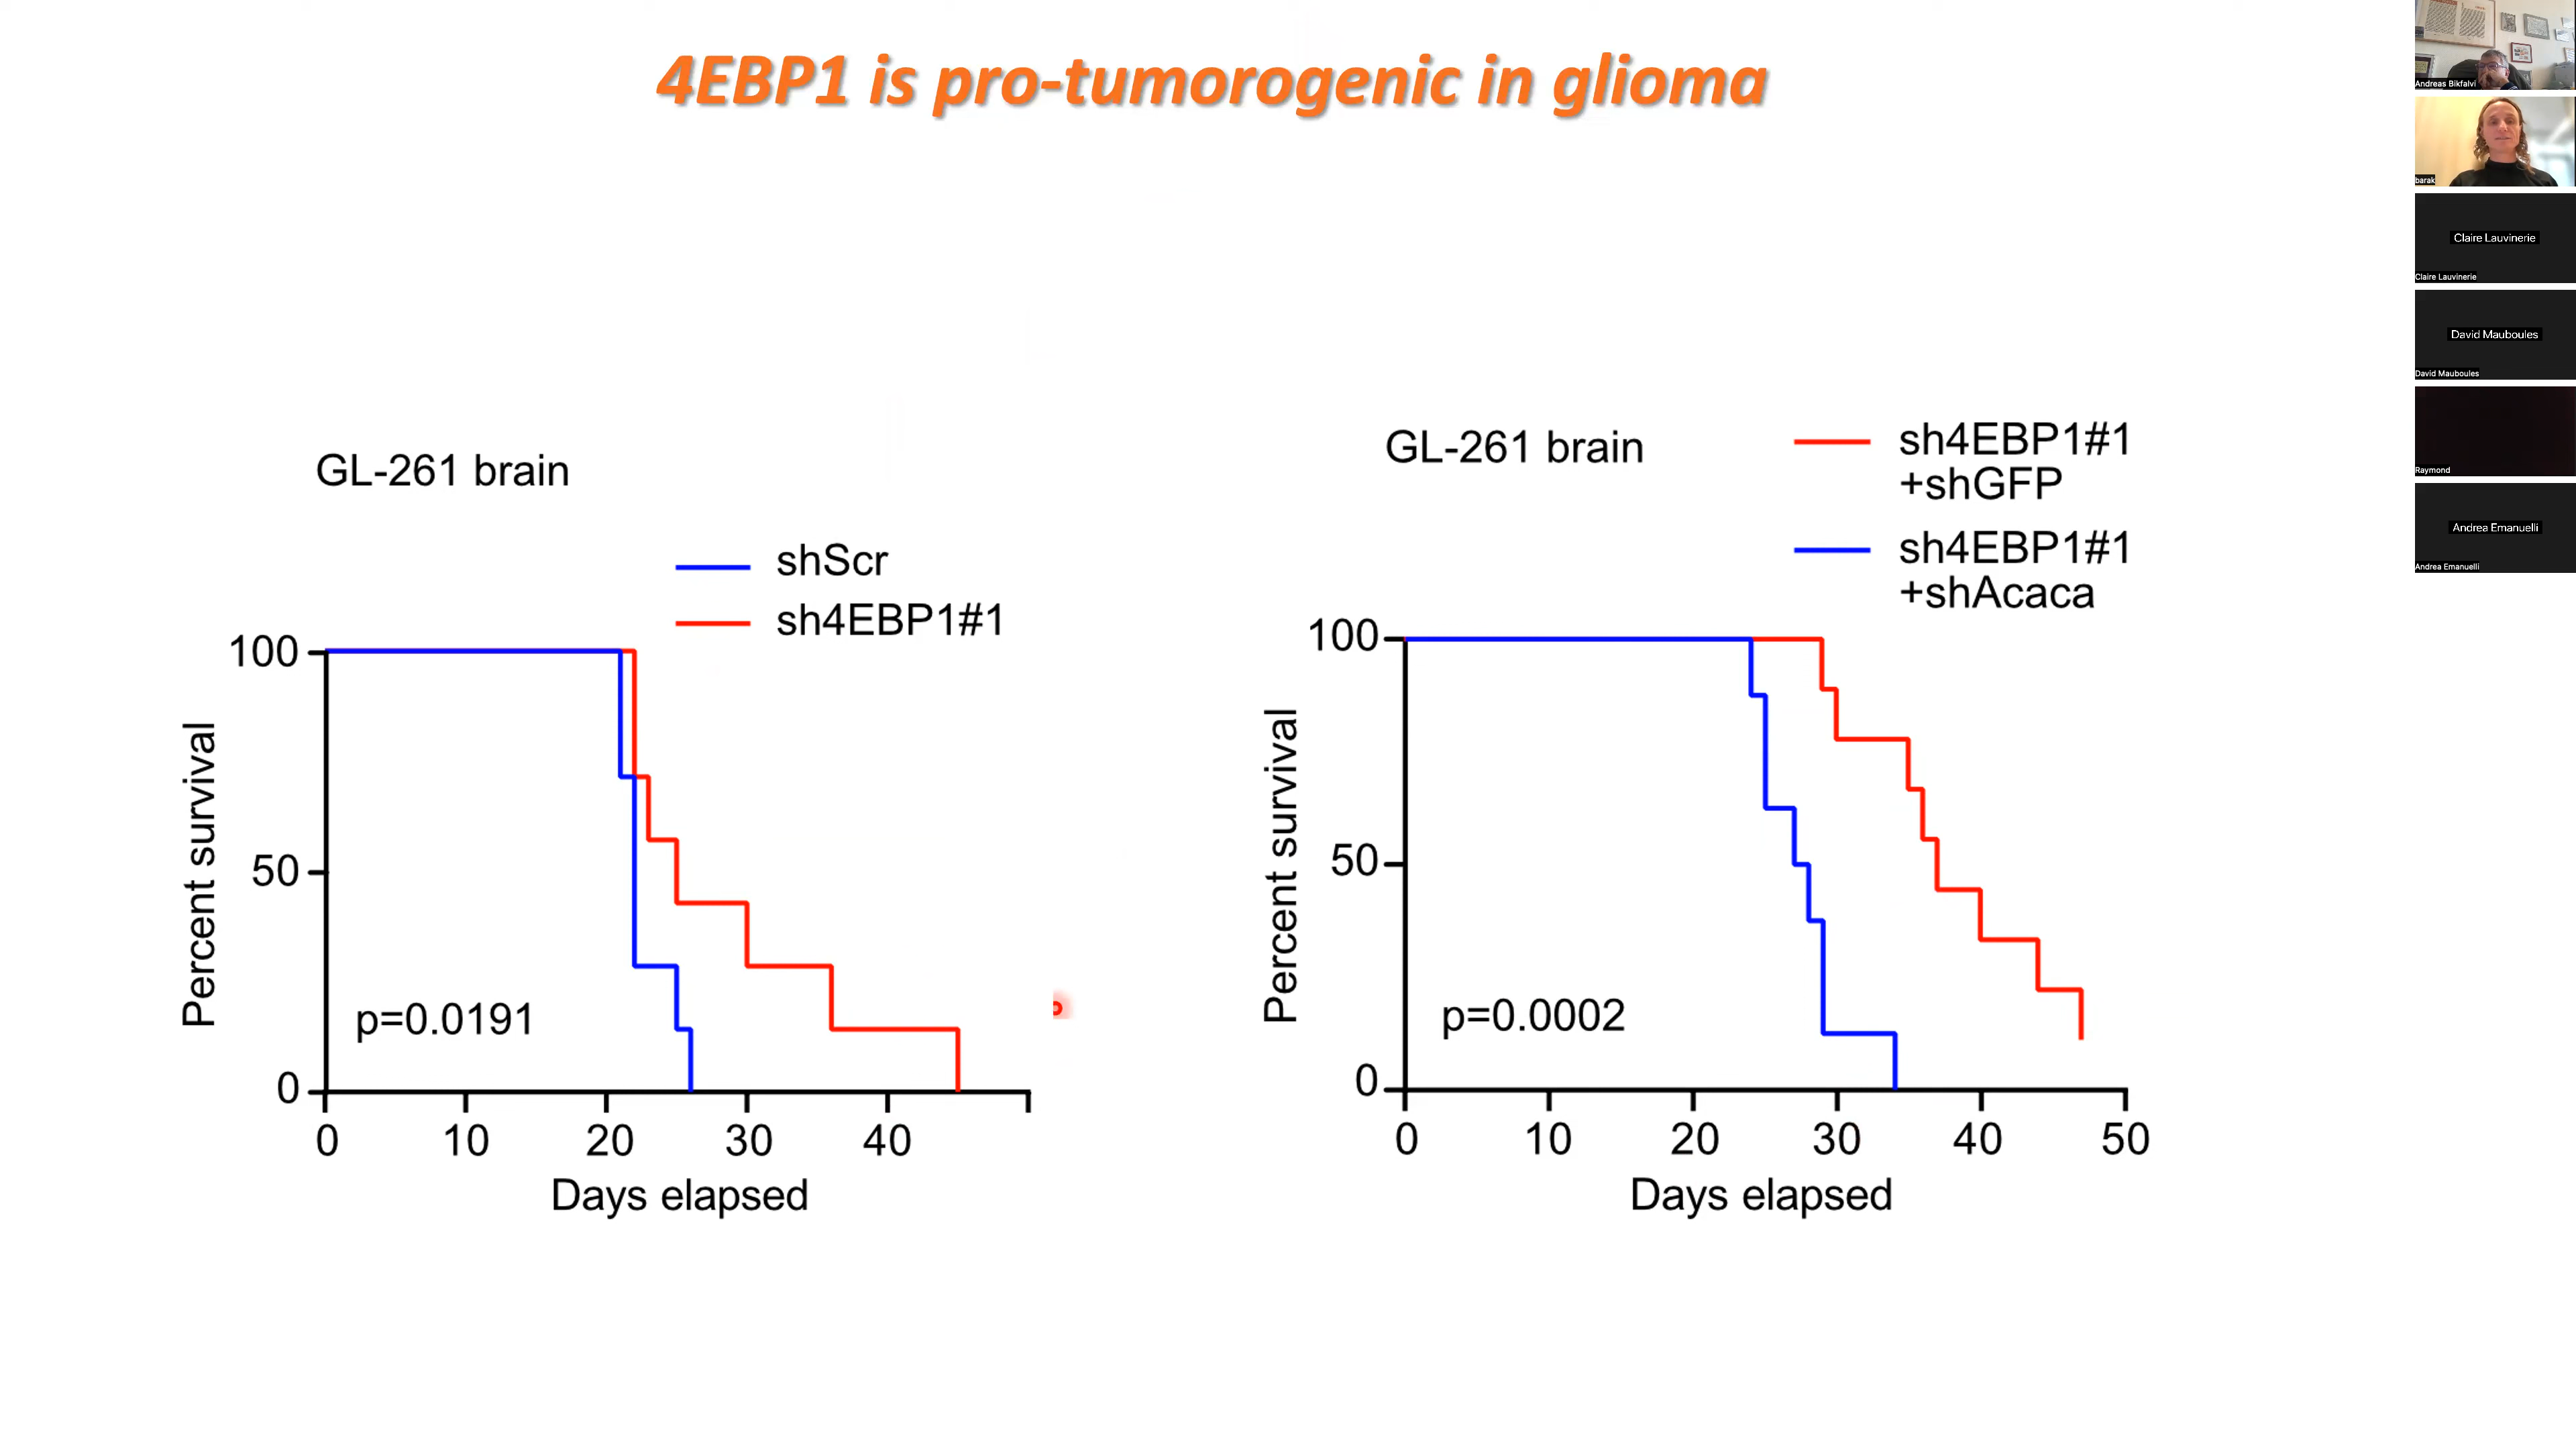 4EBP1 is pro-tumorogenic in glioma
GL-261 brain
shScr
sh4EBP1#1
100
50
0
Percent survival
p=0.0191
0 10 20 30 40
Days elapsed
GL-261 brain
sh4EBP1#1
+shGFP
sh4EBP1#1
+shAcaca
100
50
0
Percent survival
p=0.0002
0 10 20 30 40 50
Days elapsed
Andreas Bikfalvi
barak
Claire Lauvinerie
Claire Lauvinerie
David Mauboules
David Mauboules
Raymond
Andrea Emanuelli
Andrea Emanuelli